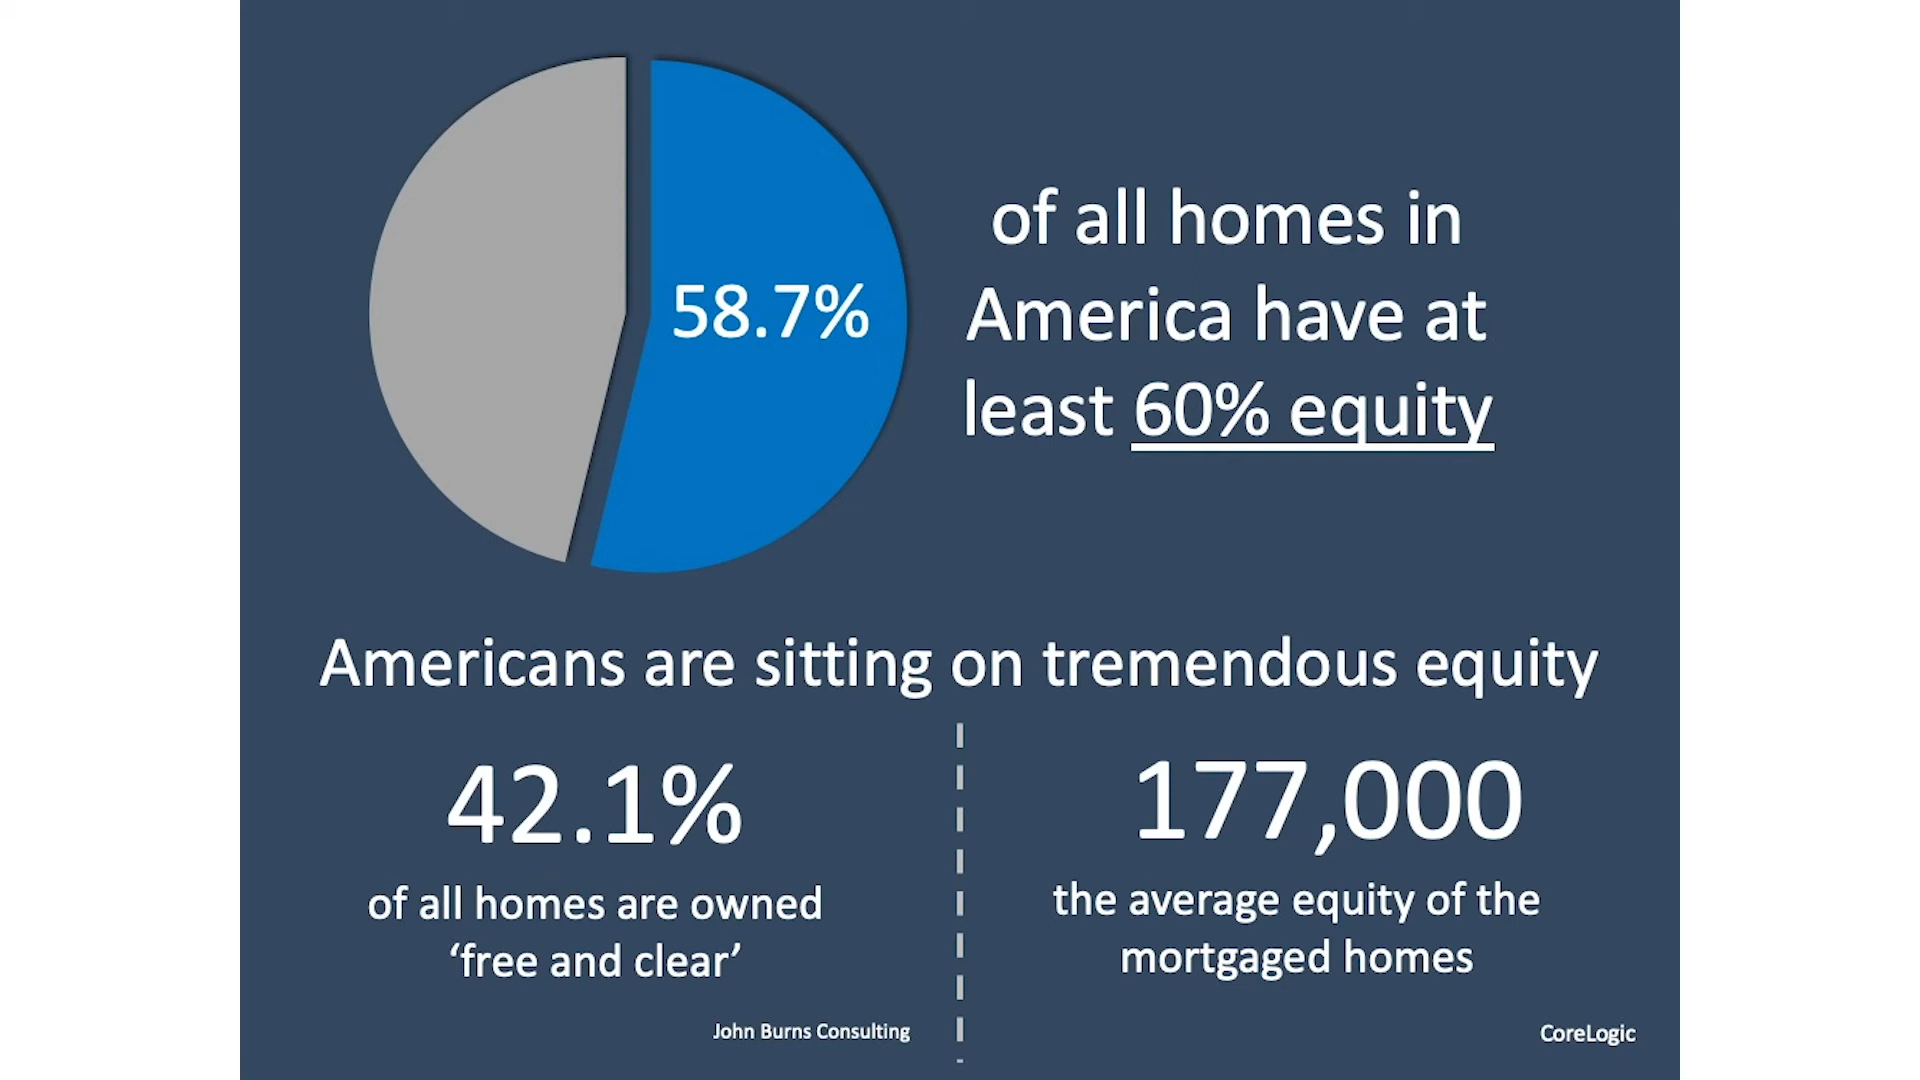 58.7%
of all homes in
America have at
least 60% equity
Americans are sitting on tremendous equity
42.1%
of all homes are owned
‘free and clear’
John Burns Consulting
177,000
the average equity of the
mortgaged homes
CoreLogic